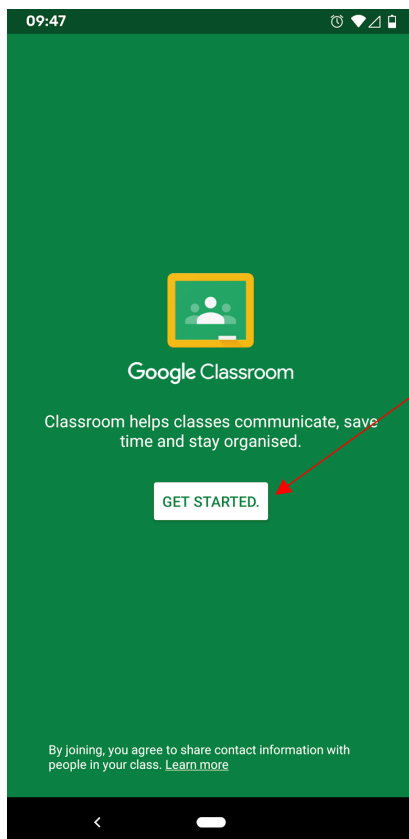 09:47
Google Classroom
Classroom helps classes communicate, save
time and stay organised.
GET STARTED.
By joining, you agree to share contact information with
people in your class. Learn more